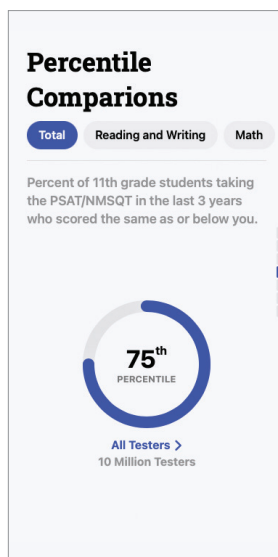 Percentile
Comparions
Total Reading and Writing Math
Percent of 11th grade students taking
the PSAT/NMSQT in the last 3 years
who scored the same as or below you.
75th
PERCENTILE
All Testers >
10 Million Testers